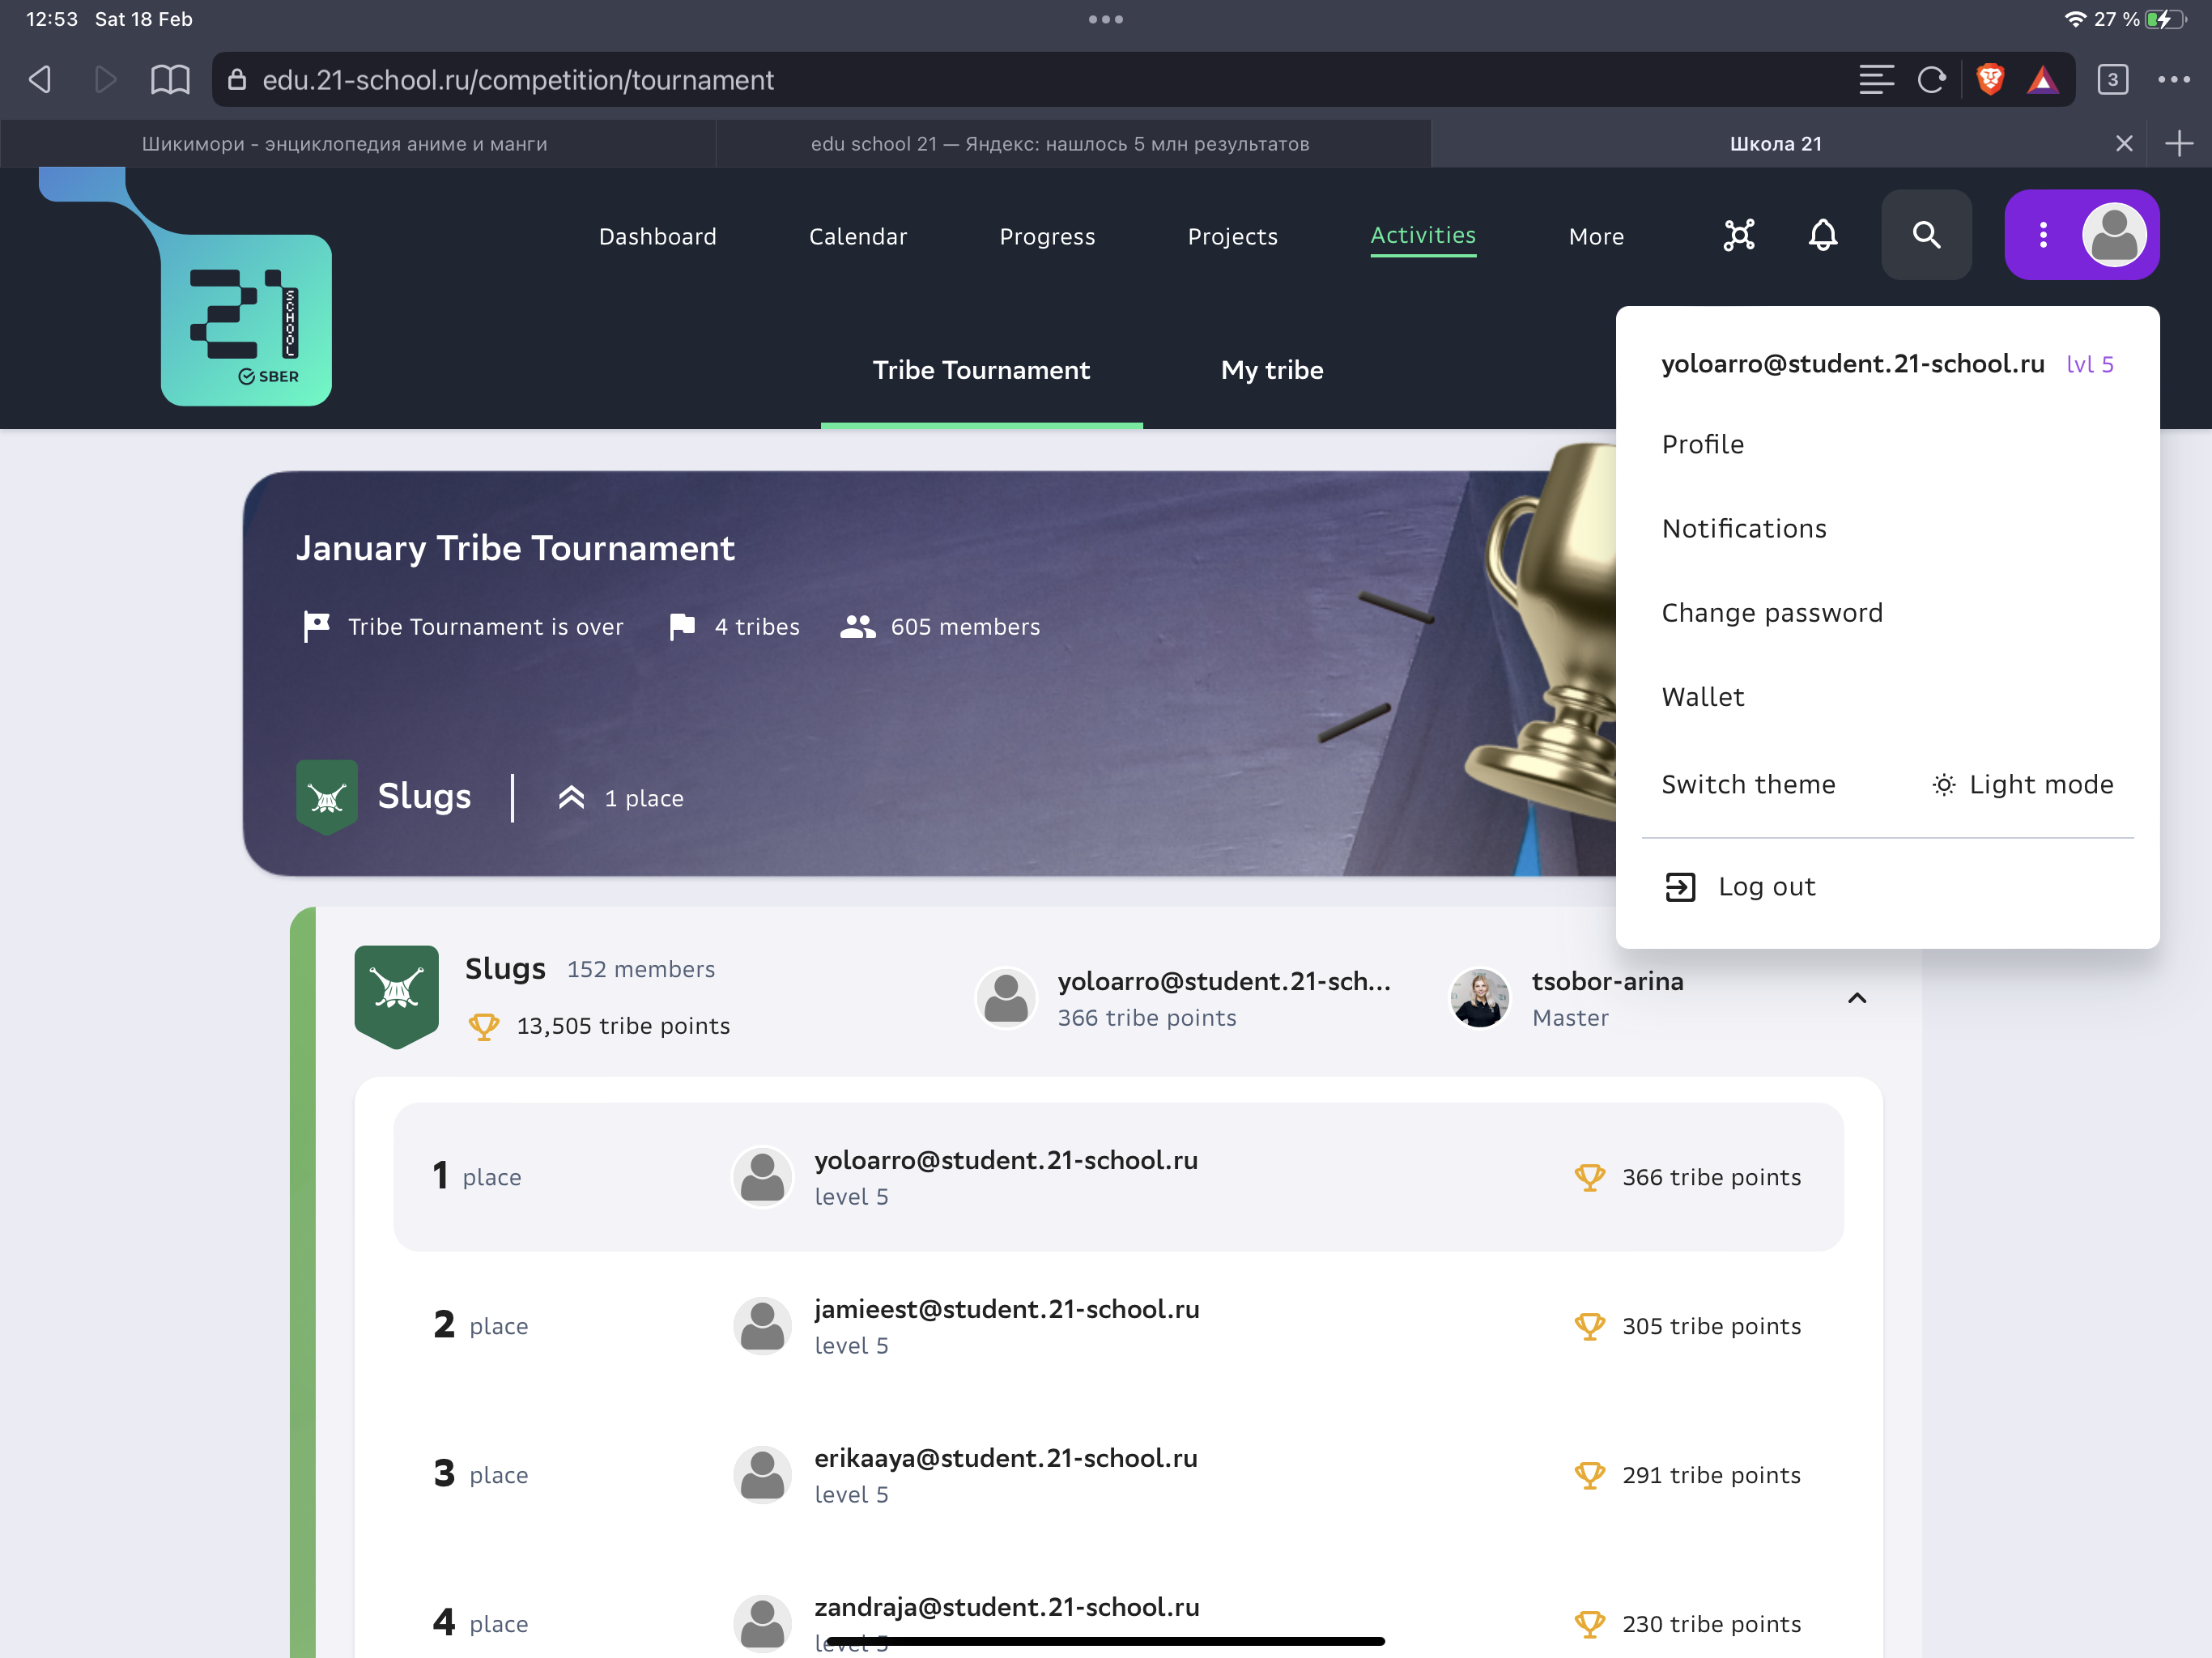 12:53 Sat 18 Feb
27 %
edu.21-school.ru/competition/tournament
3
Шикимори - энциклопедия аниме и манги
edu school 21 — Яндекс: нашлось 5 млн результатов
Школа 21
21 SCHOOL
SBER
Dashboard
Calendar
Progress
Projects
Activities
More
Tribe Tournament
My tribe
yoloarro@student.21-school.ru lvl 5
Profile
Notifications
Change password
Wallet
Switch theme Light mode
Log out
January Tribe Tournament
Tribe Tournament is over 4 tribes 605 members
Slugs 1 place
Slugs 152 members
13,505 tribe points
yoloarro@student.21-sch...
366 tribe points
tsobor-arina
Master
1 place
yoloarro@student.21-school.ru
level 5
366 tribe points
2 place
jamieest@student.21-school.ru
level 5
305 tribe points
3 place
erikaaya@student.21-school.ru
level 5
291 tribe points
4 place
zandraja@student.21-school.ru
level 5
230 tribe points